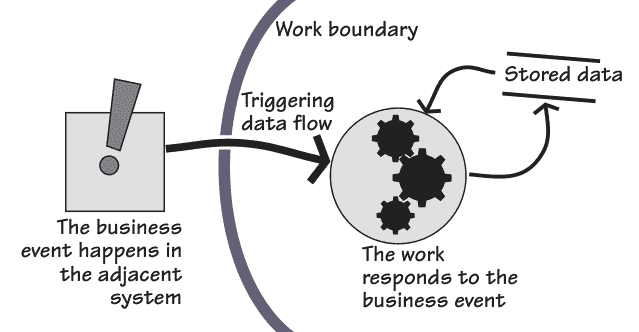 Work boundary
Stored data
Triggering
data flow
The business
event happens in
the adjacent
system
The work
responds to the
business event